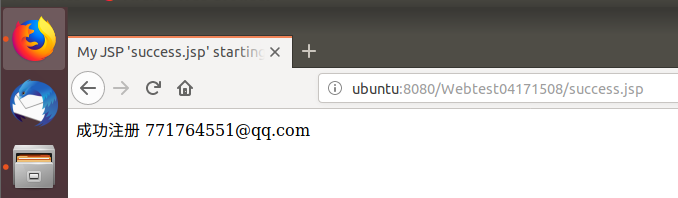 My JSP 'success.jsp' starting
ubuntu:8080/Webtest04171508/success.jsp
成功注册 771764551@qq.com